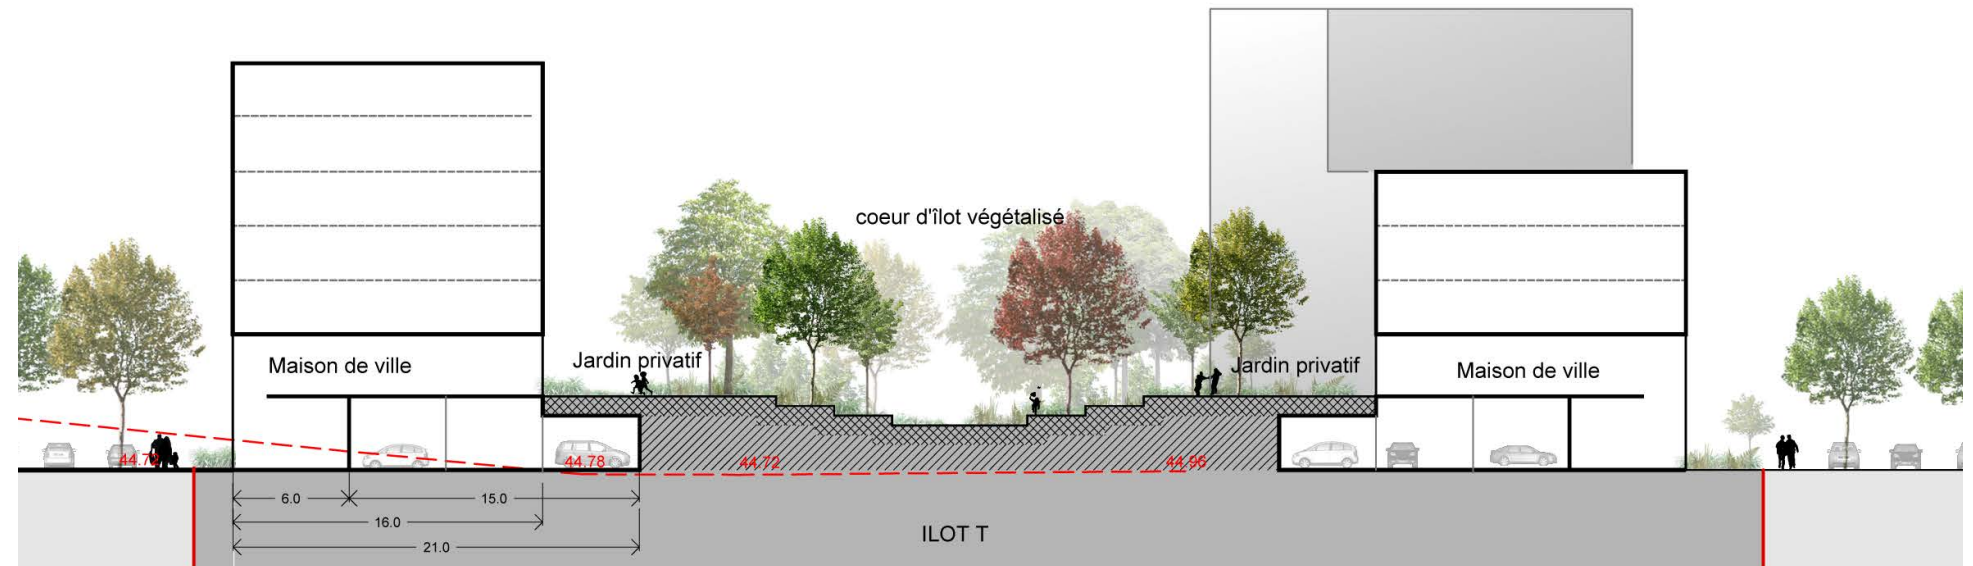 coeur d'îlot végétalisé
Maison de ville
Jardin privatif
Jardin privatif
Maison de ville
44.78
44.72
44.96
6.0
15.0
16.0
21.0
ILOT T